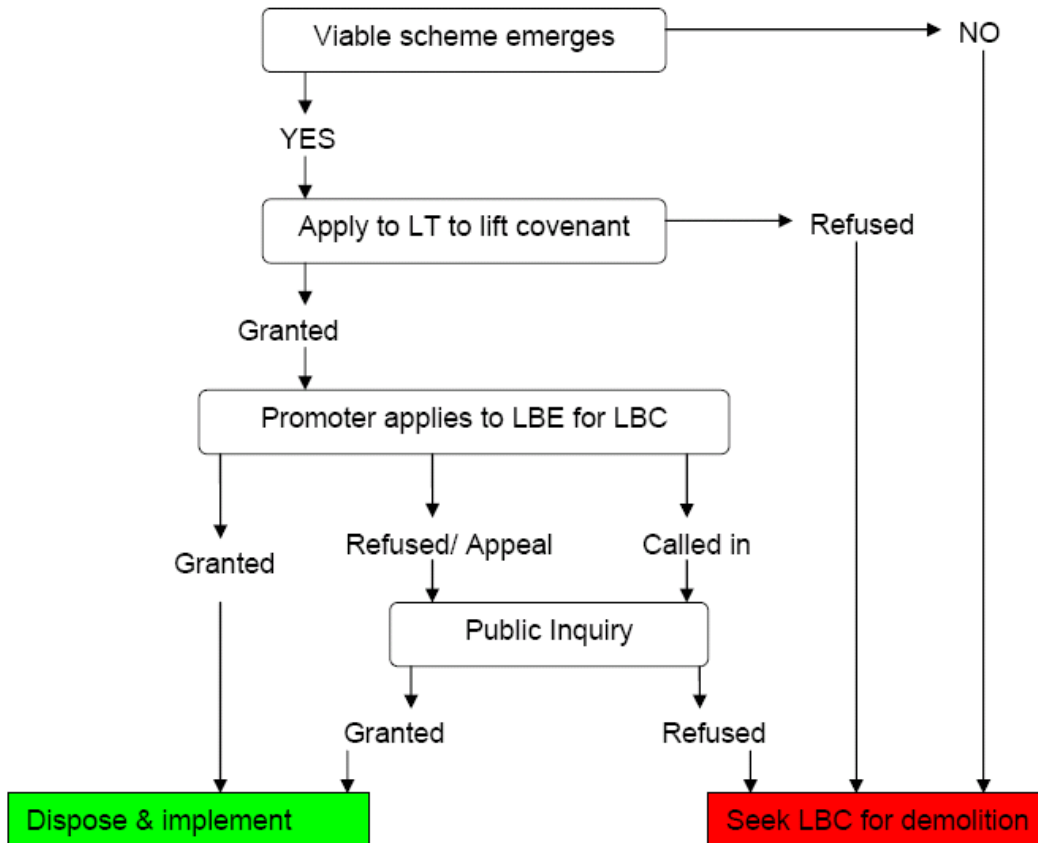 Viable scheme emerges
NO
YES
Apply to LT to lift covenant
Refused
Granted
Promoter applies to LBE for LBC
Granted
Refused/ Appeal
Called in
Public Inquiry
Granted
Refused
Dispose & implement
Seek LBC for demolition